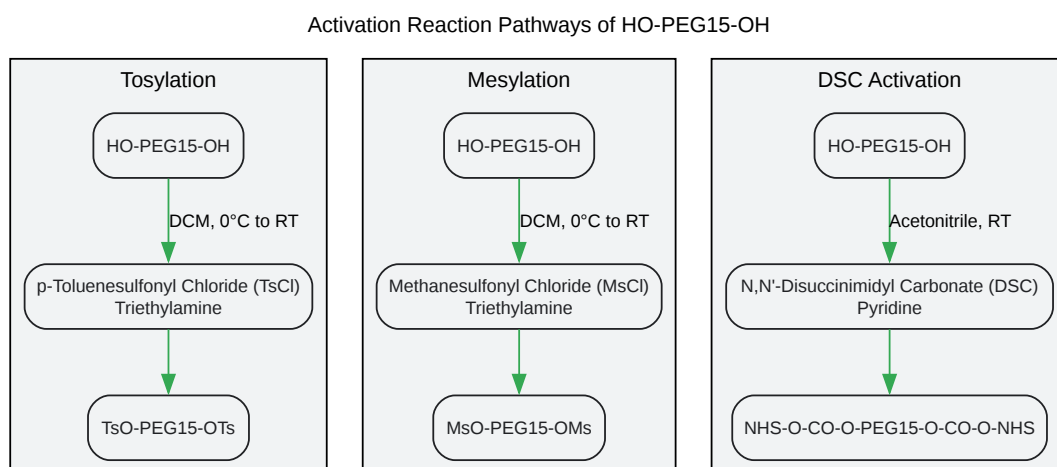 Activation Reaction Pathways of HO-PEG15-OH
Tosylation
HO-PEG15-OH
DCM, 0°C to RT
p-Toluenesulfonyl Chloride (TsCl)
Triethylamine
TsO-PEG15-OTs
Mesylation
HO-PEG15-OH
DCM, 0°C to RT
Methanesulfonyl Chloride (MsCl)
Triethylamine
MsO-PEG15-OMs
DSC Activation
HO-PEG15-OH
Acetonitrile, RT
N,N'-Disuccinimidyl Carbonate (DSC)
Pyridine
NHS-O-CO-O-PEG15-O-CO-O-NHS